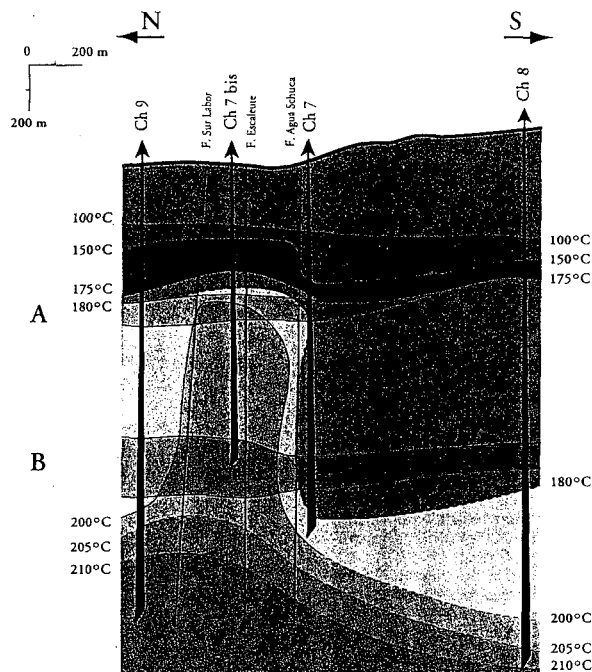 N S
0 200 m
200 m
Ch 9
F. Sur Labor
Ch 7 bis
F. Escaleute
F. Agua Schuca
Ch 7
Ch 8
100°C
150°C
175°C
180°C
A
B
200°C
205°C
210°C
100°C
150°C
175°C
180°C
200°C
205°C
210°C